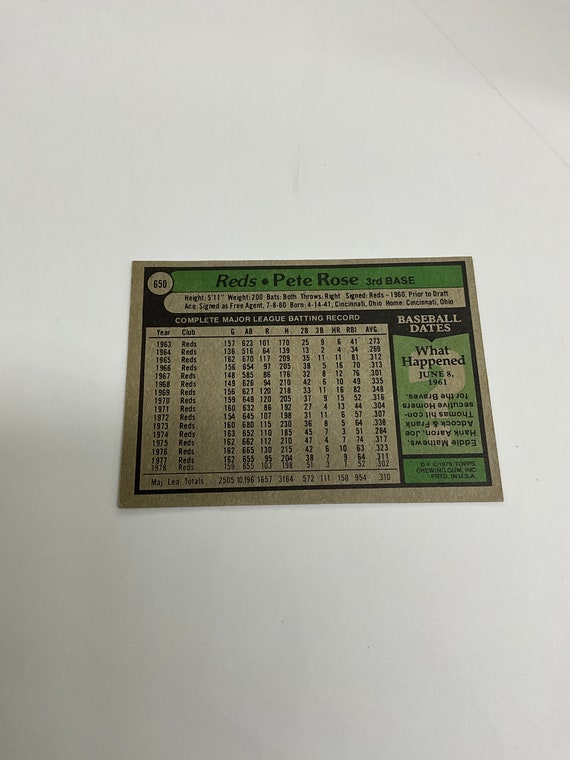 650
Reds • Pete Rose 3rd BASE
Height: 5'11" Weight: 200 Bats: Both Throws: Right Signed: Reds - 1960, Prior to Draft
Acq: Signed as Free Agent, 7-8-60 Born: 4-14-41, Cincinnati, Ohio Home: Cincinnati, Ohio
COMPLETE MAJOR LEAGUE BATTING RECORD
Year Club G AB R H 2B 3B HR RBI AVG.
1963 Reds 157 623 101 170 25 9 6 41 .273
1964 Reds 136 516 64 139 13 2 4 34 .269
1965 Reds 162 670 117 209 35 11 11 81 .312
1966 Reds 156 654 97 205 38 5 16 70 .313
1967 Reds 148 585 86 176 32 8 12 76 .301
1968 Reds 149 626 94 210 42 6 10 49 .335
1969 Reds 156 627 120 218 33 11 16 82 .348
1970 Reds 159 649 120 205 37 9 15 52 .316
1971 Reds 160 632 86 192 27 4 13 44 .304
1972 Reds 154 645 107 198 31 11 6 57 .307
1973 Reds 160 680 115 230 36 8 5 64 .338
1974 Reds 163 652 110 185 45 7 3 51 .284
1975 Reds 162 662 112 210 47 4 7 74 .317
1976 Reds 162 665 130 215 42 6 10 63 .323
1977 Reds 162 655 95 204 38 7 9 64 .311
1978 Reds 159 655 103 198 51 3 7 52 .302
Maj. Lea. Totals 2505 10,196 1657 3164 572 111 150 954 .310
BASEBALL
DATES
What
Happened
JUNE 8,
1961
Eddie Mathews,
Hank Aaron, Joe
Adcock & Frank
Thomas hit con-
secutive Homers
for the Braves.
© 1979 TOPPS
CHEWING GUM, INC
PRTD. IN U.S.A.